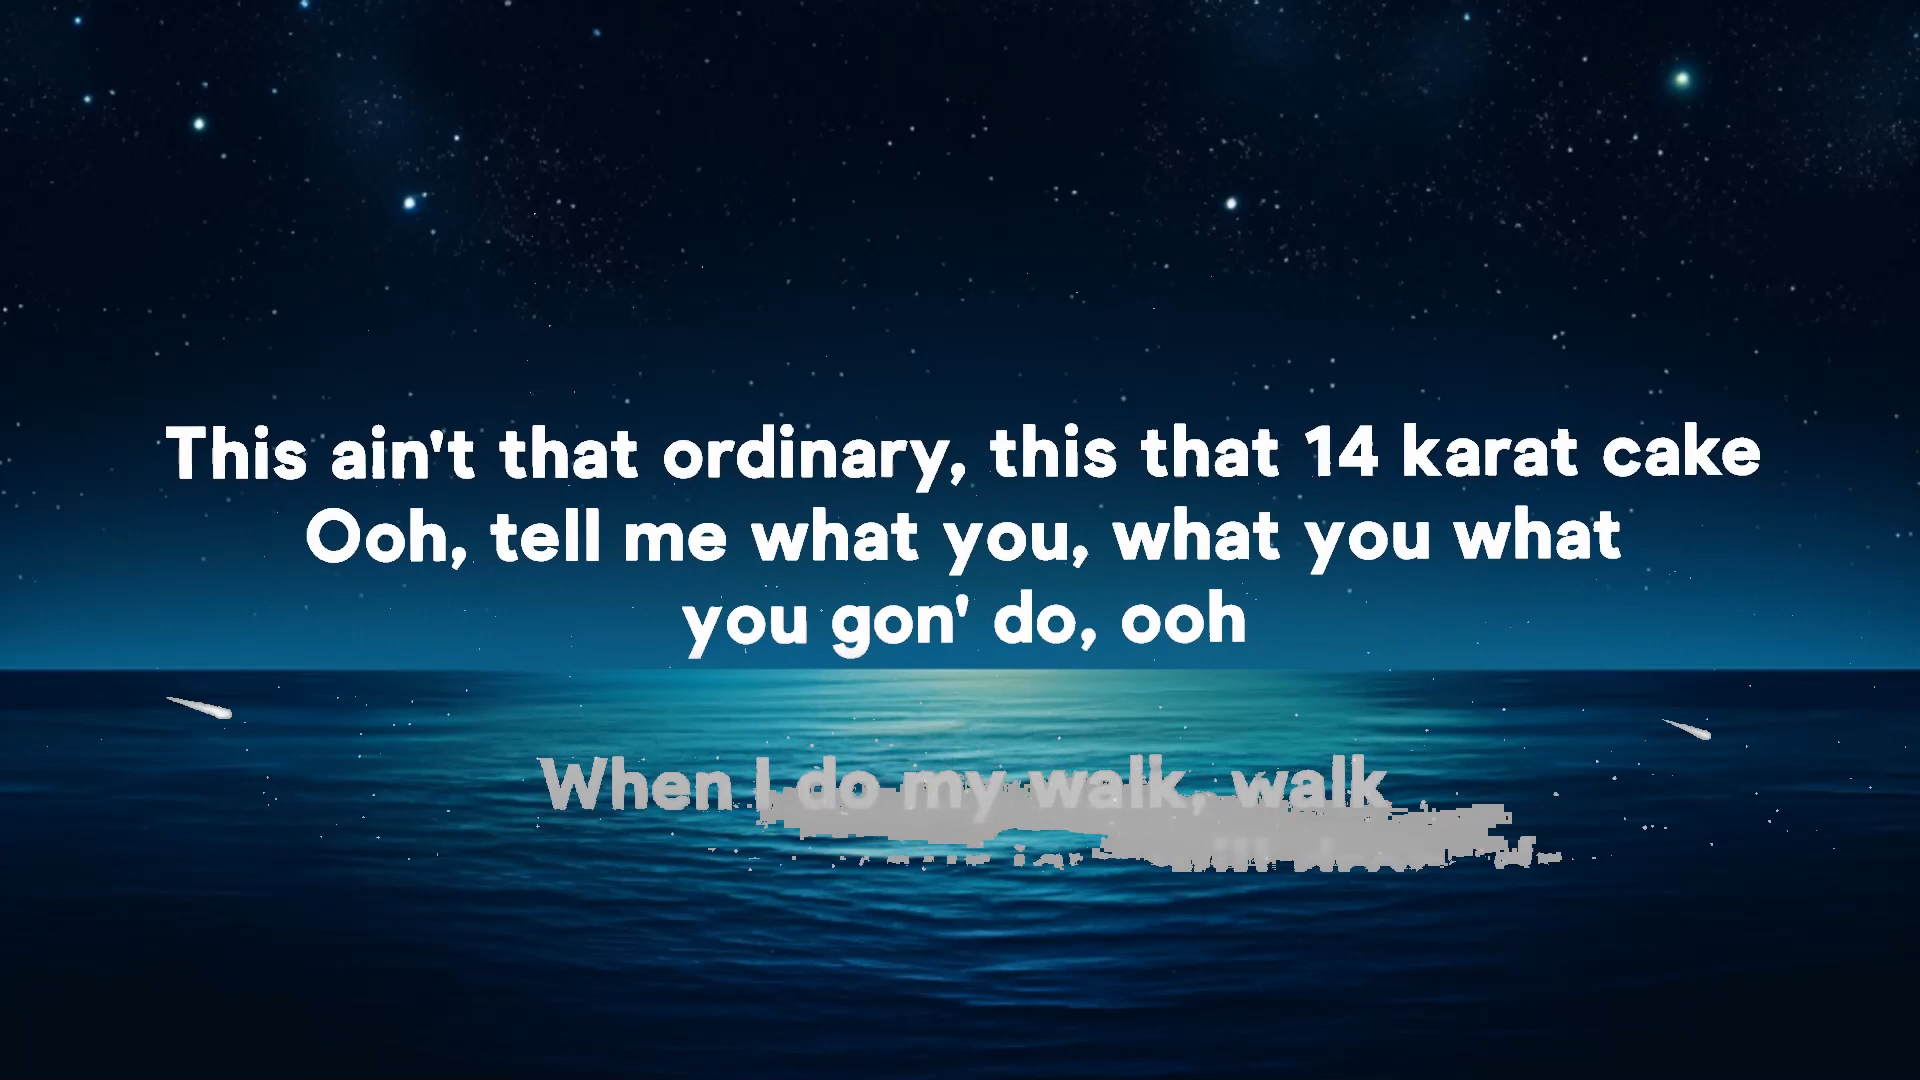 This ain't that ordinary, this that 14 karat cake
Ooh, tell me what you, what you what
you gon' do, ooh
When I do my walk, walk